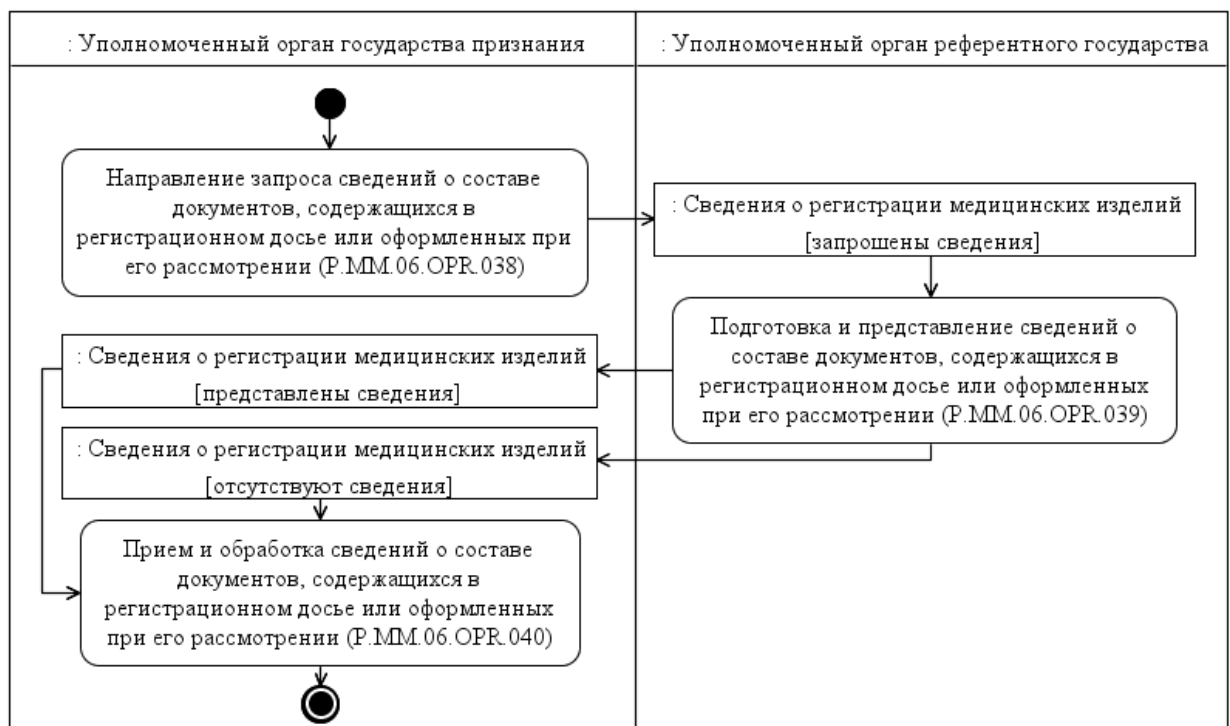 : Уполномоченный орган государства признания
: Уполномоченный орган референтного государства
Направление запроса сведений о составе
документов, содержащихся в
регистрационном досье или оформленных при
его рассмотрении (P.MM.06.OPR.038)
: Сведения о регистрации медицинских изделий
[запрошены сведения]
Подготовка и представление сведений о
составе документов, содержащихся в
регистрационном досье или оформленных
при его рассмотрении (P.MM.06.OPR.039)
: Сведения о регистрации медицинских изделий
[представлены сведения]
: Сведения о регистрации медицинских изделий
[отсутствуют сведения]
Прием и обработка сведений о составе
документов, содержащихся в
регистрационном досье или оформленных
при его рассмотрении (P.MM.06.OPR.040)